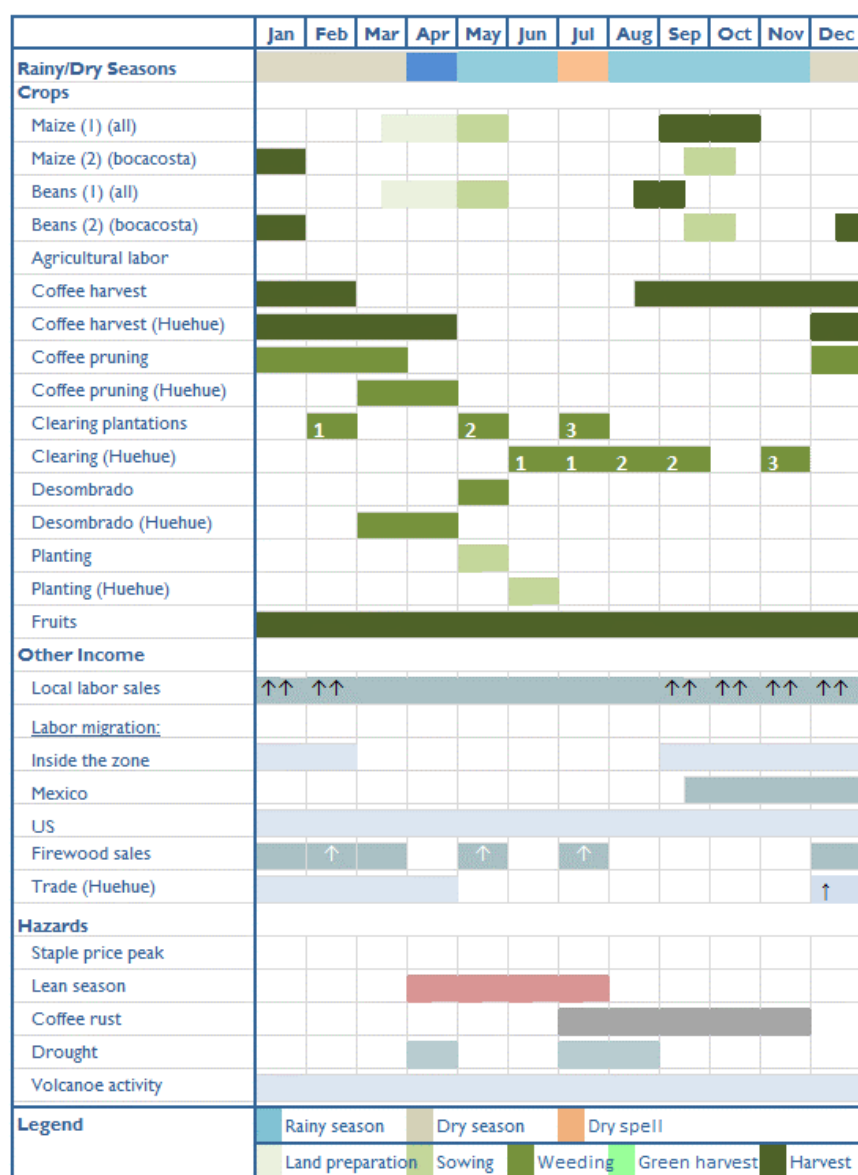 Jan Feb Mar Apr May Jun Jul Aug Sep Oct Nov Dec
Rainy/Dry Seasons
Crops
Maize (1) (all)
Maize (2) (bocacosta)
Beans (1) (all)
Beans (2) (bocacosta)
Agricultural labor
Coffee harvest
Coffee harvest (Huehue)
Coffee pruning
Coffee pruning (Huehue)
Clearing plantations 1 2 3
Clearing (Huehue) 1 1 2 2 3
Desombrado
Desombrado (Huehue)
Planting
Planting (Huehue)
Fruits
Other Income
Local labor sales ↑↑ ↑↑ ↑↑ ↑↑ ↑↑ ↑↑
Labor migration:
Inside the zone
Mexico
US
Firewood sales ↑ ↑ ↑
Trade (Huehue) ↑
Hazards
Staple price peak
Lean season
Coffee rust
Drought
Volcanoe activity
Legend Rainy season Dry season Dry spell
Land preparation Sowing Weeding Green harvest Harvest